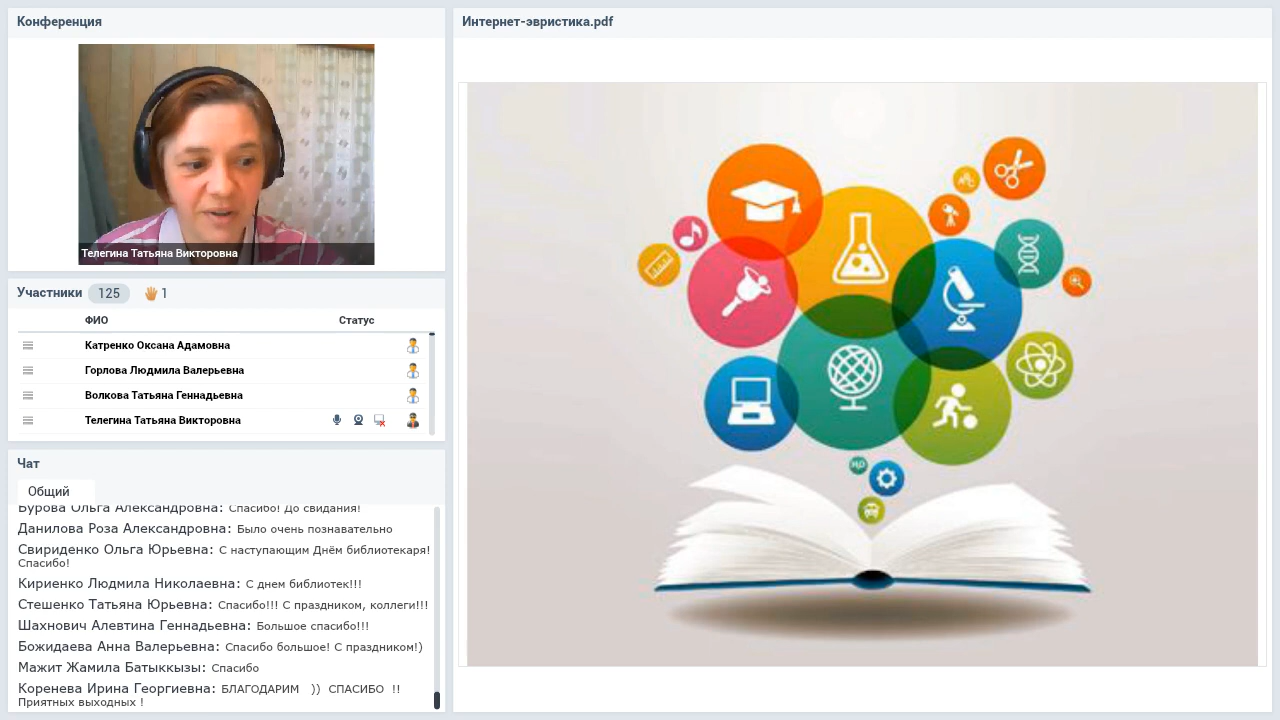 Конференция
Телегина Татьяна Викторовна
Участники 125 1
ФИО Статус
Катренко Оксана Адамовна
Горлова Людмила Валерьевна
Волкова Татьяна Геннадьевна
Телегина Татьяна Викторовна
Чат
Общий
Бурова Ольга Александровна: Спасибо! До свидания!
Данилова Роза Александровна: Было очень познавательно
Свириденко Ольга Юрьевна: С наступающим Днём библиотекаря!
Спасибо!
Кириенко Людмила Николаевна: С днем библиотек!!!
Стешенко Татьяна Юрьевна: Спасибо!!! С праздником, коллеги!!!
Шахнович Алевтина Геннадьевна: Большое спасибо!!!
Божидаева Анна Валерьевна: Спасибо большое! С праздником!)
Мажит Жамила Батыккызы: Спасибо
Коренева Ирина Георгиевна: БЛАГОДАРИМ )) СПАСИБО !!
Приятных выходных !
Интернет-эвристика.pdf